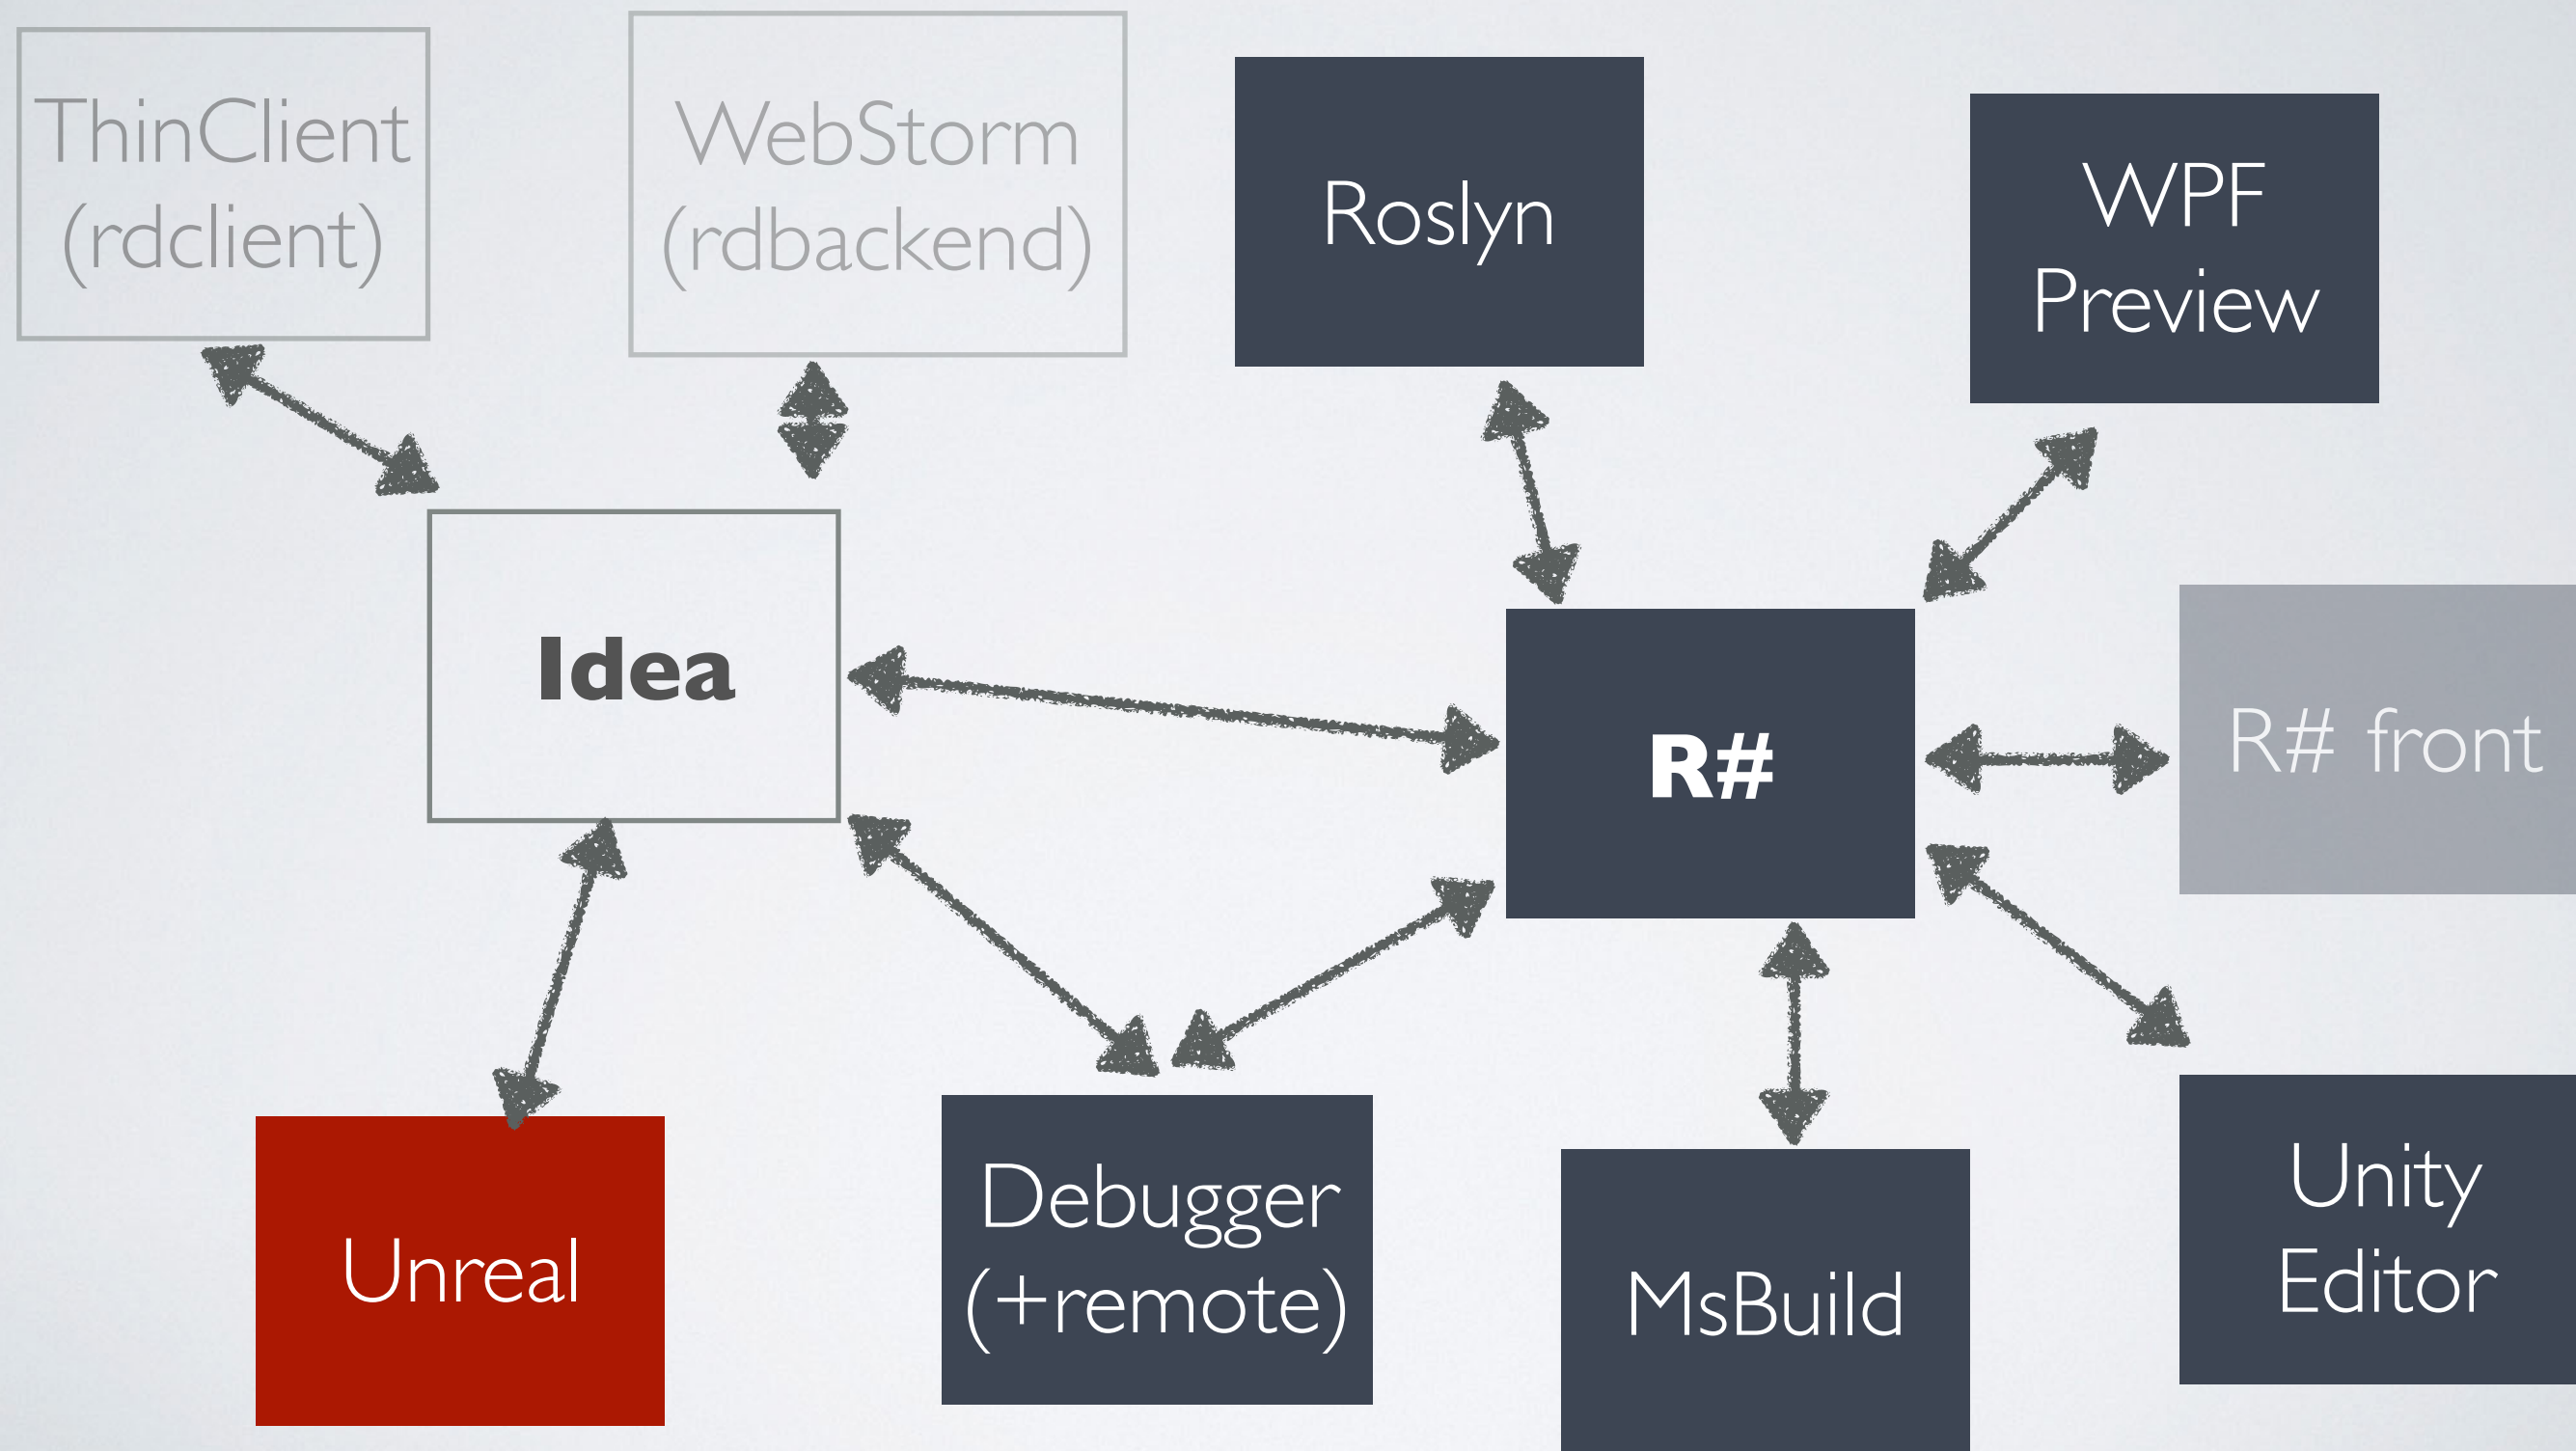 ThinClient
(rdclient)
WebStorm
(rdbackend)
Roslyn
WPF
Preview
Idea
R#
R# front
Unreal
Debugger
(+remote)
MsBuild
Unity
Editor